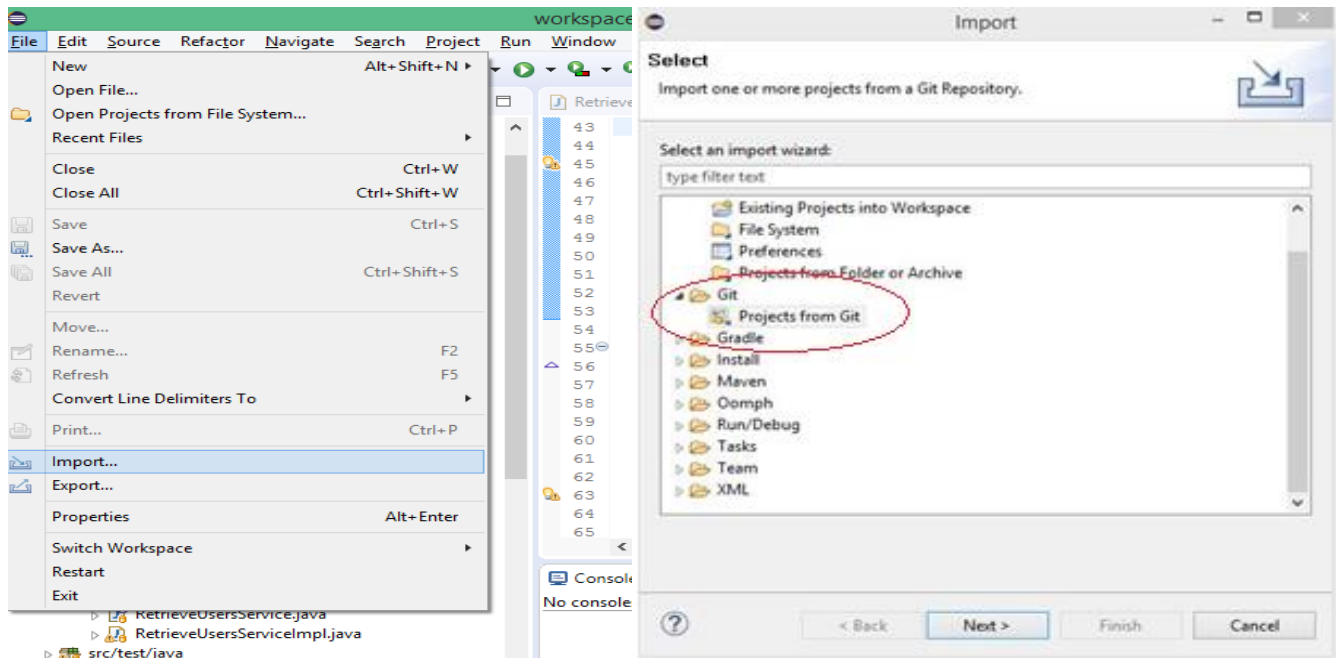 workspace
File Edit Source Refactor Navigate Search Project Run Window
New Alt+Shift+N
Open File...
Open Projects from File System...
Recent Files
Close Ctrl+W
Close All Ctrl+Shift+W
Save Ctrl+S
Save As...
Save All Ctrl+Shift+S
Revert
Move...
Rename... F2
Refresh F5
Convert Line Delimiters To
Print... Ctrl+P
Import...
Export...
Properties Alt+Enter
Switch Workspace
Restart
Exit
RetrieveUsersService.java
RetrieveUsersServiceImpl.java
src/test/java
Retrieve
43
44
45
46
47
48
49
50
51
52
53
54
55
56
57
58
59
60
61
62
63
64
65
Console
No console
Import
Select
Import one or more projects from a Git Repository.
Select an import wizard:
type filter text
Existing Projects into Workspace
File System
Preferences
Projects from Folder or Archive
Git
Projects from Git
Gradle
Install
Maven
Oomph
Run/Debug
Tasks
Team
XML
< Back Next > Finish Cancel